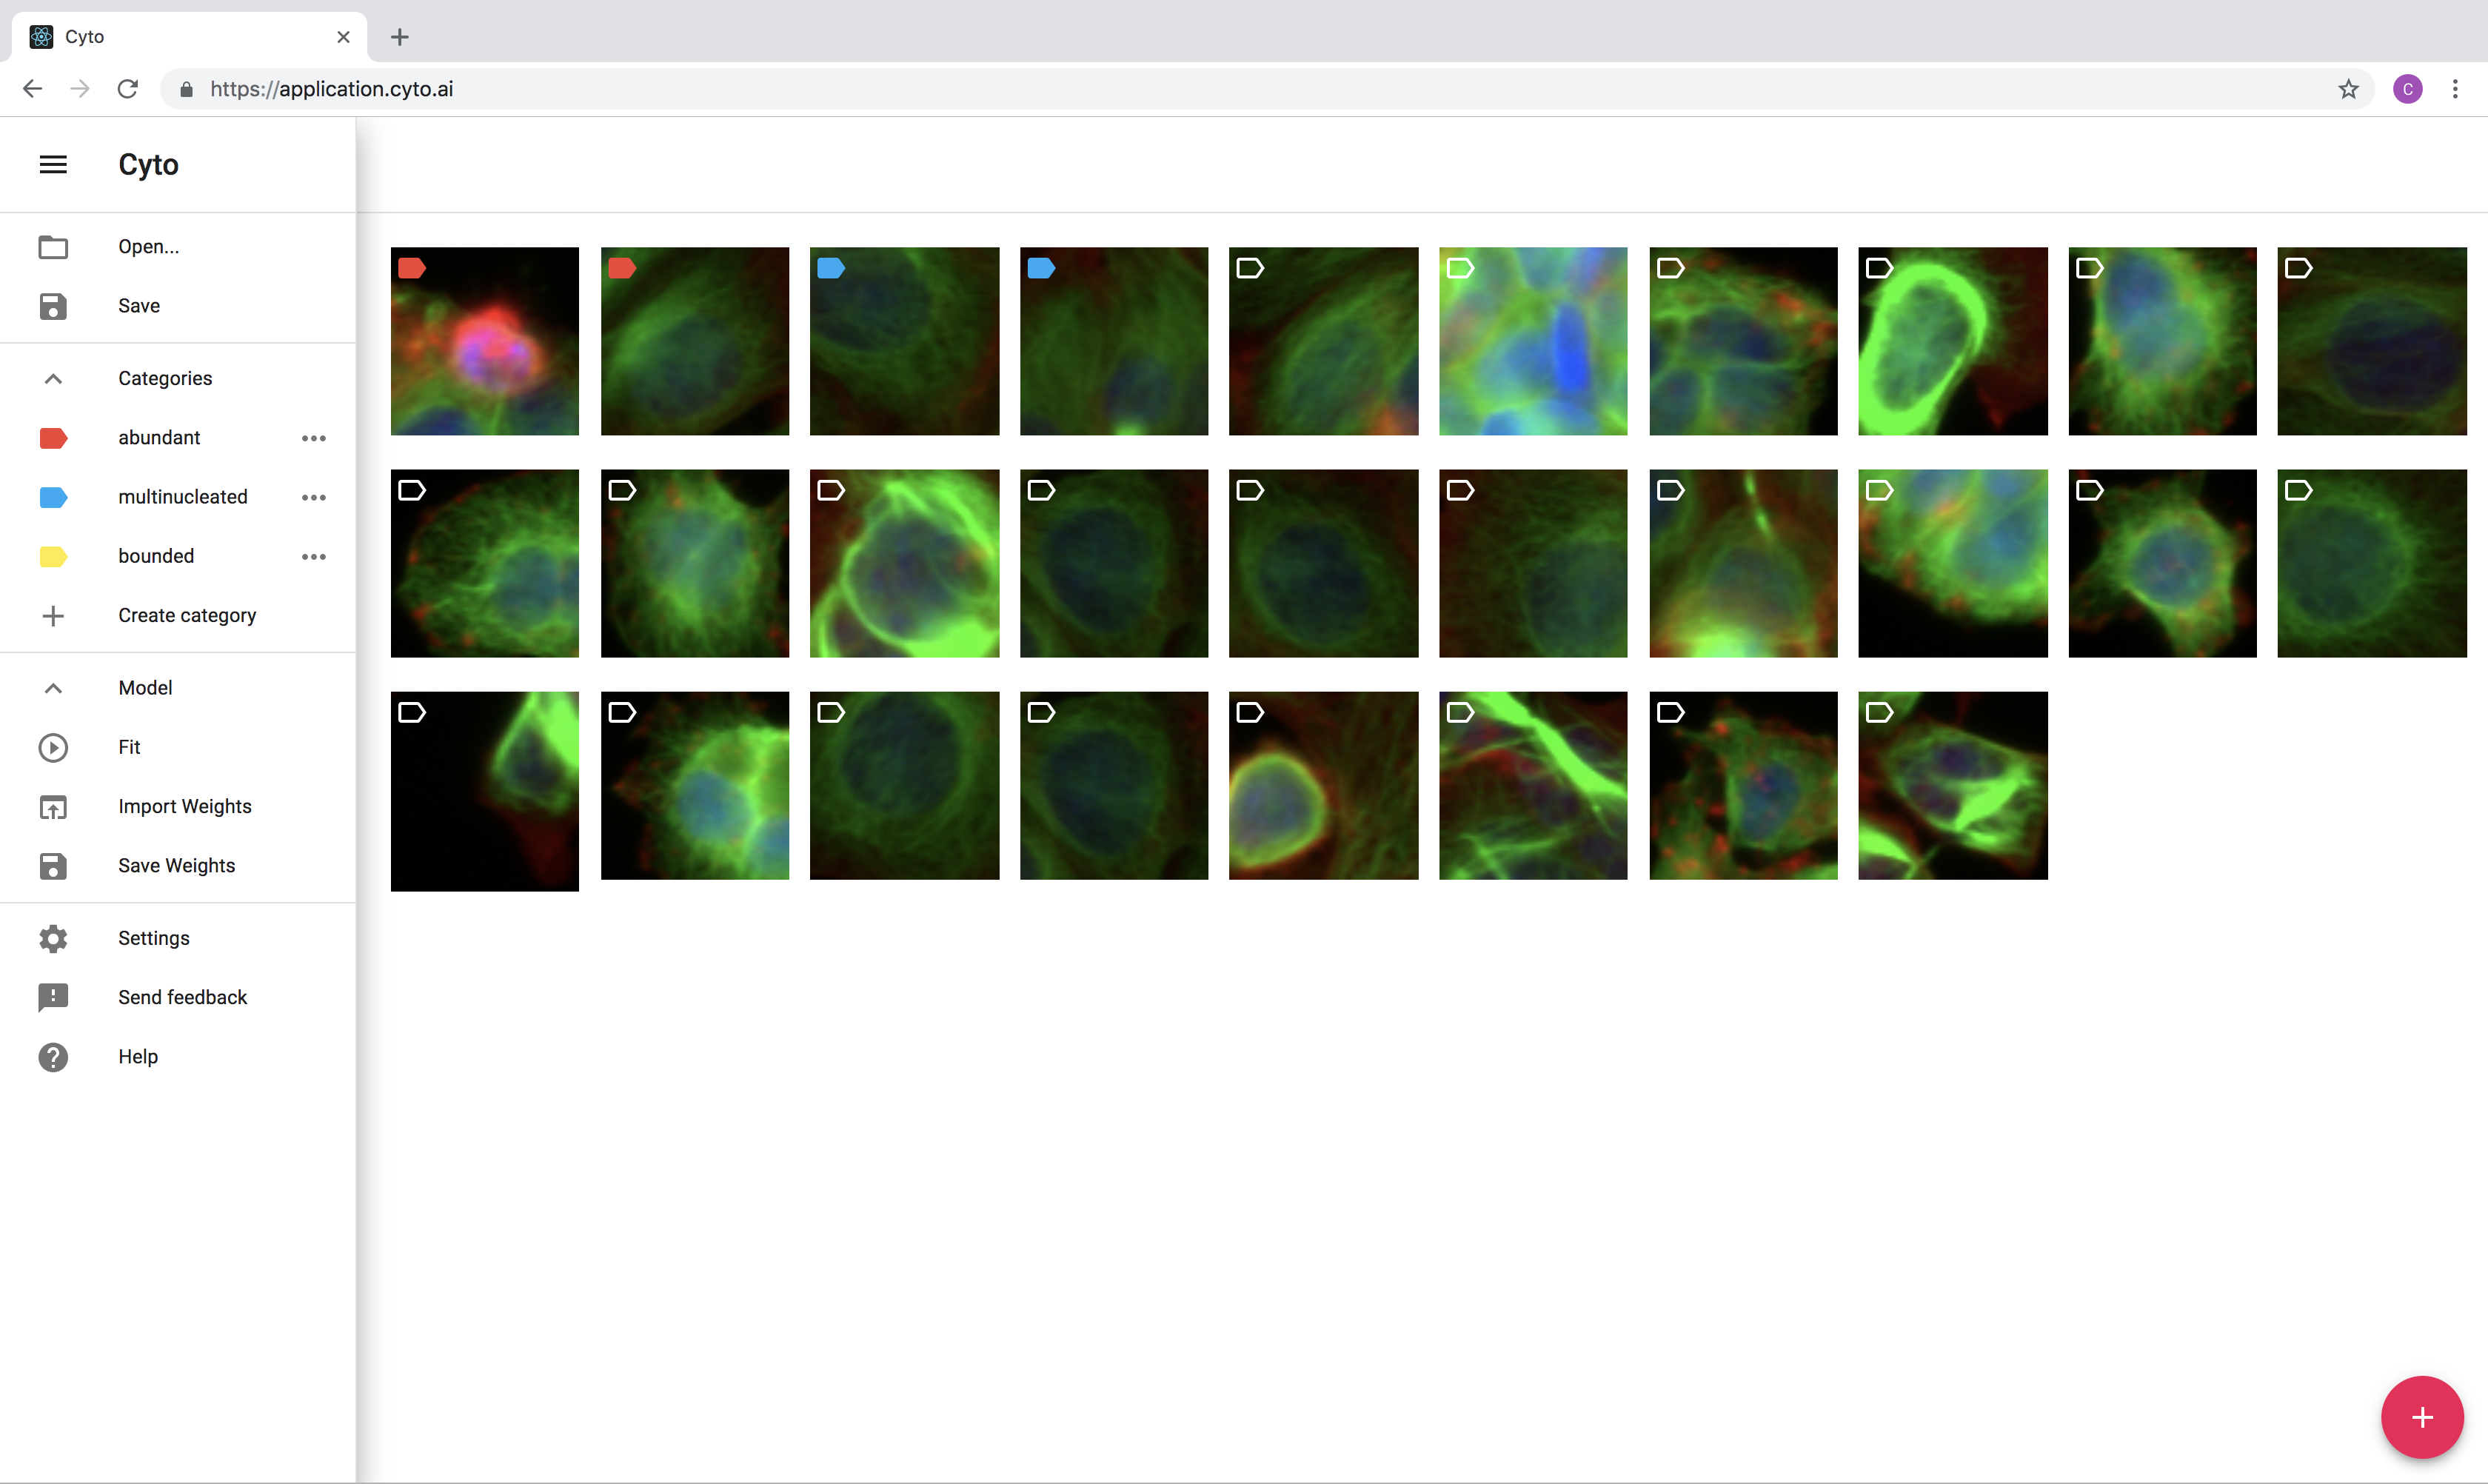 Cyto
https://application.cyto.ai
C
Cyto
Open...
Save
Categories
abundant
multinucleated
bounded
Create category
Model
Fit
Import Weights
Save Weights
Settings
Send feedback
Help